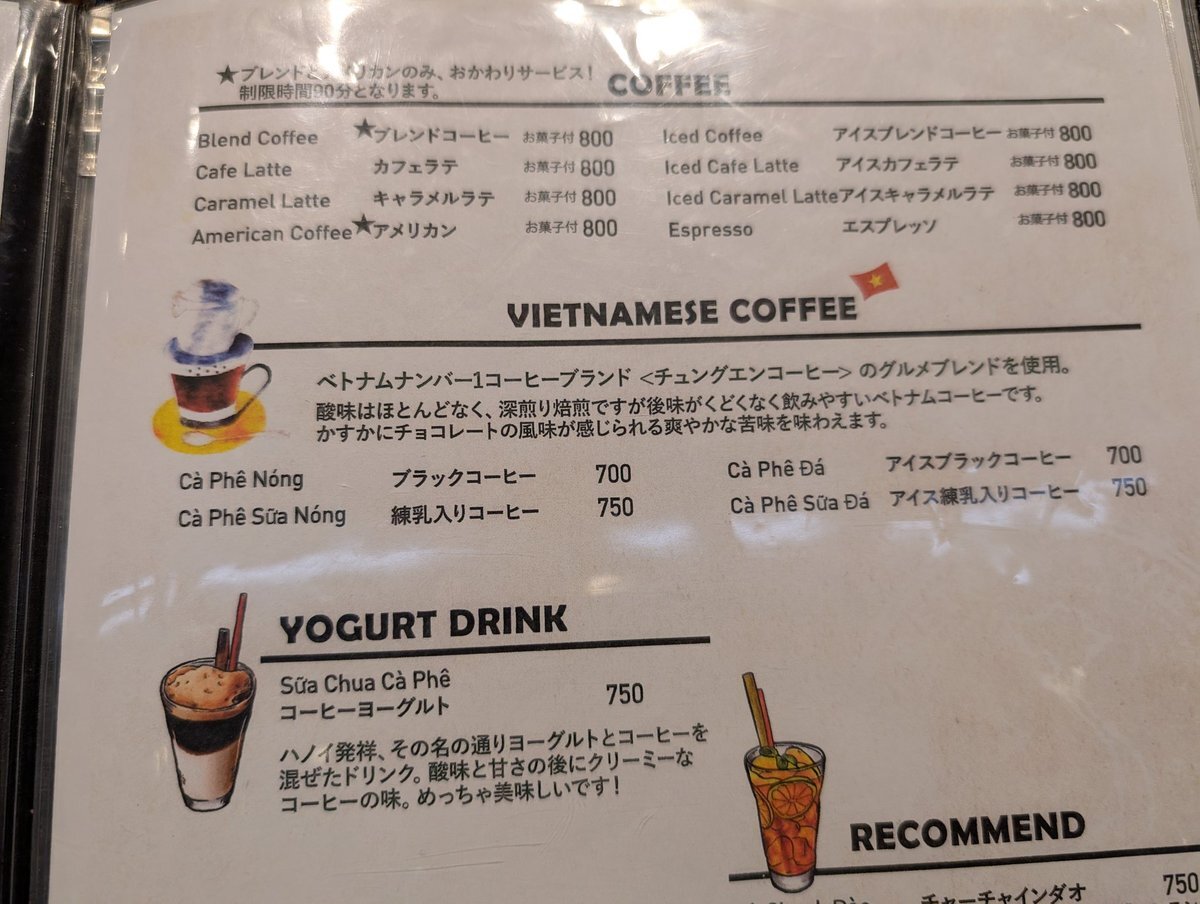 ★ブレンドとアメリカンのみ、おかわりサービス!
制限時間90分となります。
COFFEE
Blend Coffee ★ブレンドコーヒー お菓子付 800
Cafe Latte カフェラテ お菓子付 800
Caramel Latte キャラメルラテ お菓子付 800
American Coffee ★アメリカン お菓子付 800
Iced Coffee アイスブレンドコーヒー お菓子付 800
Iced Cafe Latte アイスカフェラテ お菓子付 800
Iced Caramel Latte アイスキャラメルラテ お菓子付 800
Espresso エスプレッソ お菓子付 800
VIETNAMESE COFFEE
ベトナムナンバー1コーヒーブランド <チュングエンコーヒー> のグルメブレンドを使用。
酸味はほとんどなく、深煎り焙煎ですが後味がくどくなく飲みやすいベトナムコーヒーです。
かすかにチョコレートの風味が感じられる爽やかな苦味を味わえます。
Cà Phê Nóng ブラックコーヒー 700
Cà Phê Sữa Nóng 練乳入りコーヒー 750
Cà Phê Đá アイスブラックコーヒー 700
Cà Phê Sữa Đá アイス練乳入りコーヒー 750
YOGURT DRINK
Sữa Chua Cà Phê
コーヒーヨーグルト 750
ハノイ発祥、その名の通りヨーグルトとコーヒーを
混ぜたドリンク。酸味と甘さの後にクリーミーな
コーヒーの味。めっちゃ美味しいです!
RECOMMEND
チャーチャインダオ 750